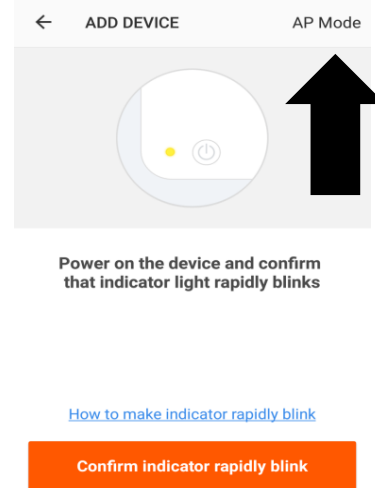 ADD DEVICE AP Mode
Power on the device and confirm
that indicator light rapidly blinks
How to make indicator rapidly blink
Confirm indicator rapidly blink